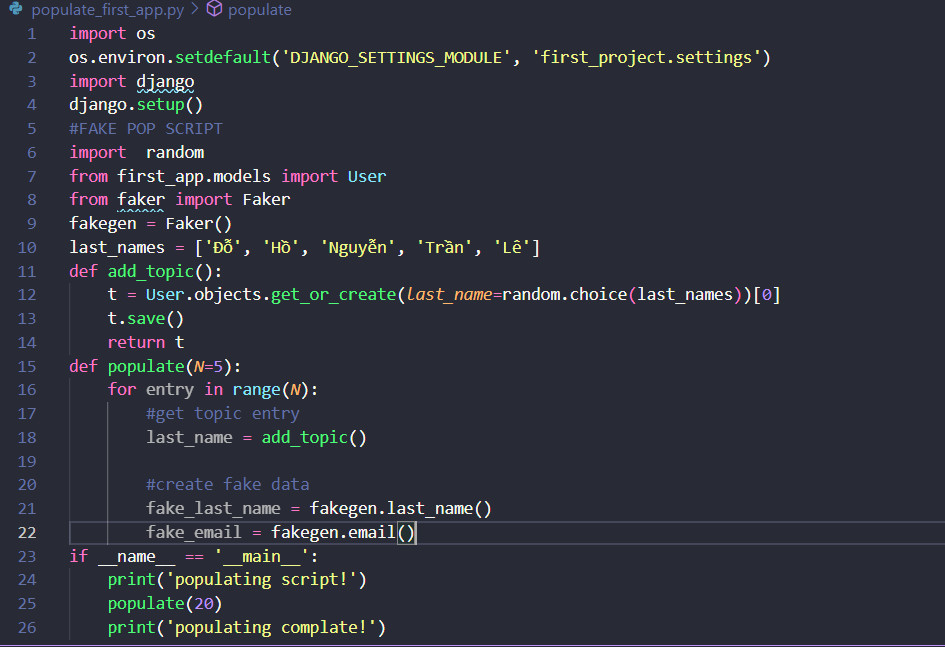 populate_first_app.py > populate
1 import os
2 os.environ.setdefault('DJANGO_SETTINGS_MODULE', 'first_project.settings')
3 import django
4 django.setup()
5 #FAKE POP SCRIPT
6 import  random
7 from first_app.models import User
8 from faker import Faker
9 fakegen = Faker()
10 last_names = ['Đỗ', 'Hồ', 'Nguyễn', 'Trần', 'Lê']
11 def add_topic():
12     t = User.objects.get_or_create(last_name=random.choice(last_names))[0]
13     t.save()
14     return t
15 def populate(N=5):
16     for entry in range(N):
17         #get topic entry
18         last_name = add_topic()
19
20         #create fake data
21         fake_last_name = fakegen.last_name()
22         fake_email = fakegen.email()
23 if __name__ == '__main__':
24     print('populating script!')
25     populate(20)
26     print('populating complate!')